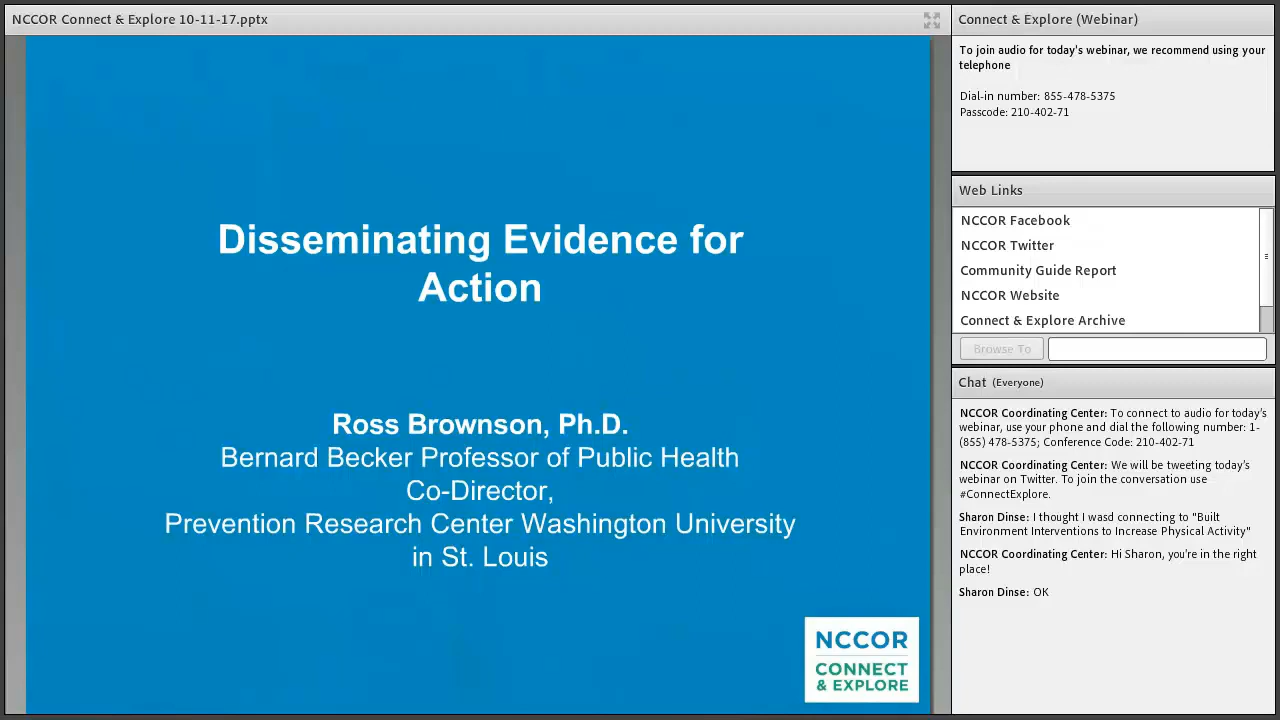 NCCOR Connect & Explore 10-11-17.pptx
Disseminating Evidence for
Action
Ross Brownson, Ph.D.
Bernard Becker Professor of Public Health
Co-Director,
Prevention Research Center Washington University
in St. Louis
NCCOR
CONNECT
& EXPLORE
Connect & Explore (Webinar)
To join audio for today's webinar, we recommend using your
telephone
Dial-in number: 855-478-5375
Passcode: 210-402-71
Web Links
NCCOR Facebook
NCCOR Twitter
Community Guide Report
NCCOR Website
Connect & Explore Archive
Browse To
Chat (Everyone)
NCCOR Coordinating Center: To connect to audio for today's
webinar, use your phone and dial the following number: 1-
(855) 478-5375; Conference Code: 210-402-71
NCCOR Coordinating Center: We will be tweeting today's
webinar on Twitter. To join the conversation use
#ConnectExplore.
Sharon Dinse: I thought I wasd connecting to "Built
Environment Interventions to Increase Physical Activity"
NCCOR Coordinating Center: Hi Sharon, you're in the right
place!
Sharon Dinse: OK